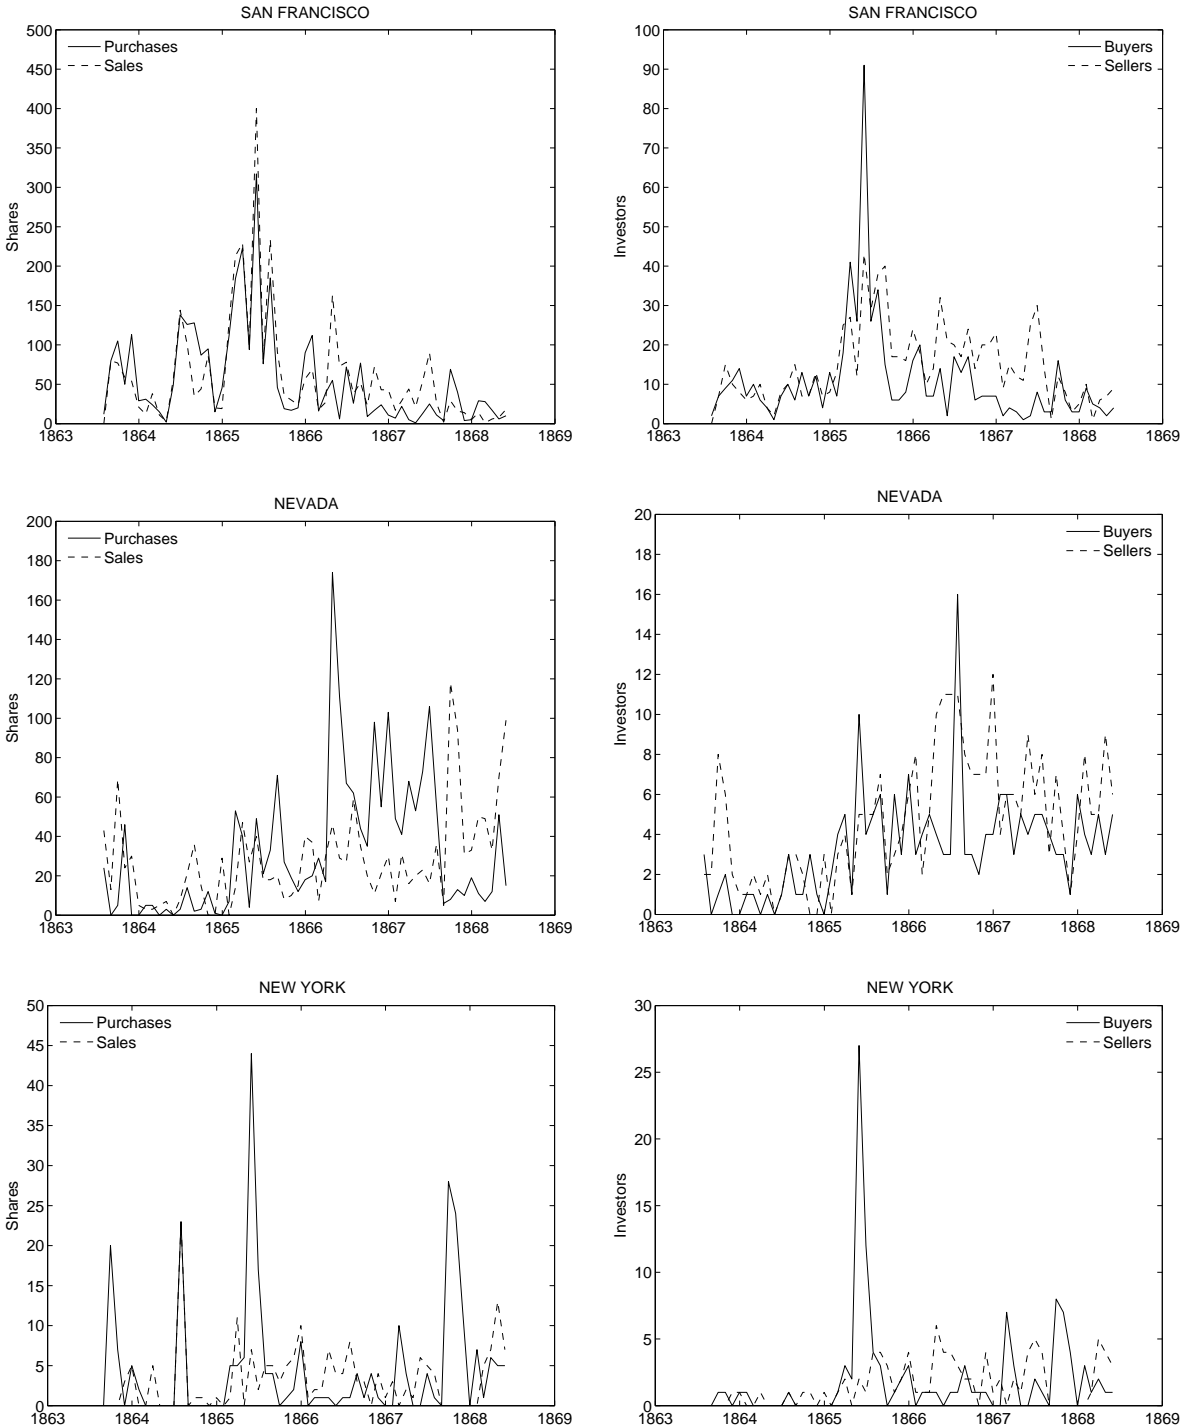 SAN FRANCISCO
500
450
400
350
300
250
200
150
100
50
0
Shares
Purchases
Sales
1863 1864 1865 1866 1867 1868 1869
SAN FRANCISCO
100
90
80
70
60
50
40
30
20
10
0
Investors
Buyers
Sellers
1863 1864 1865 1866 1867 1868 1869
NEVADA
200
180
160
140
120
100
80
60
40
20
0
Shares
Purchases
Sales
1863 1864 1865 1866 1867 1868 1869
NEVADA
20
18
16
14
12
10
8
6
4
2
0
Investors
Buyers
Sellers
1863 1864 1865 1866 1867 1868 1869
NEW YORK
50
45
40
35
30
25
20
15
10
5
0
Shares
Purchases
Sales
1863 1864 1865 1866 1867 1868 1869
NEW YORK
30
25
20
15
10
5
0
Investors
Buyers
Sellers
1863 1864 1865 1866 1867 1868 1869